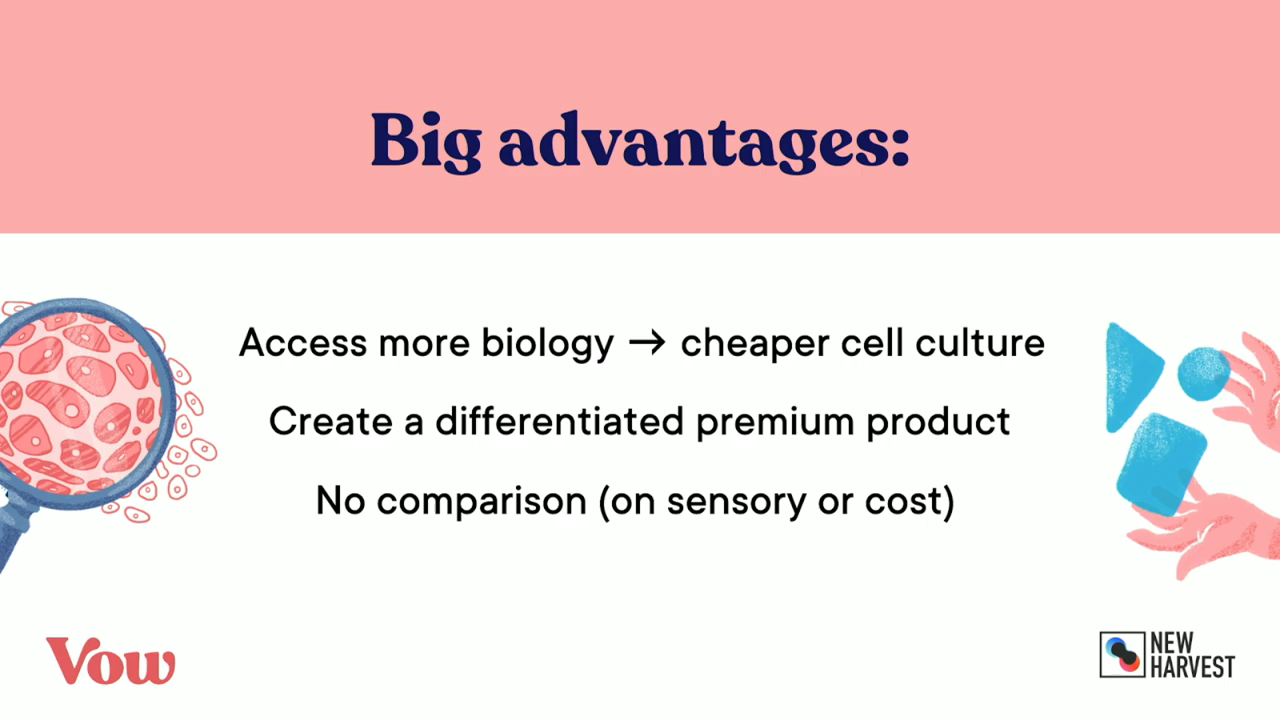 Big advantages:
Access more biology → cheaper cell culture
Create a differentiated premium product
No comparison (on sensory or cost)
Vow
NEW
HARVEST